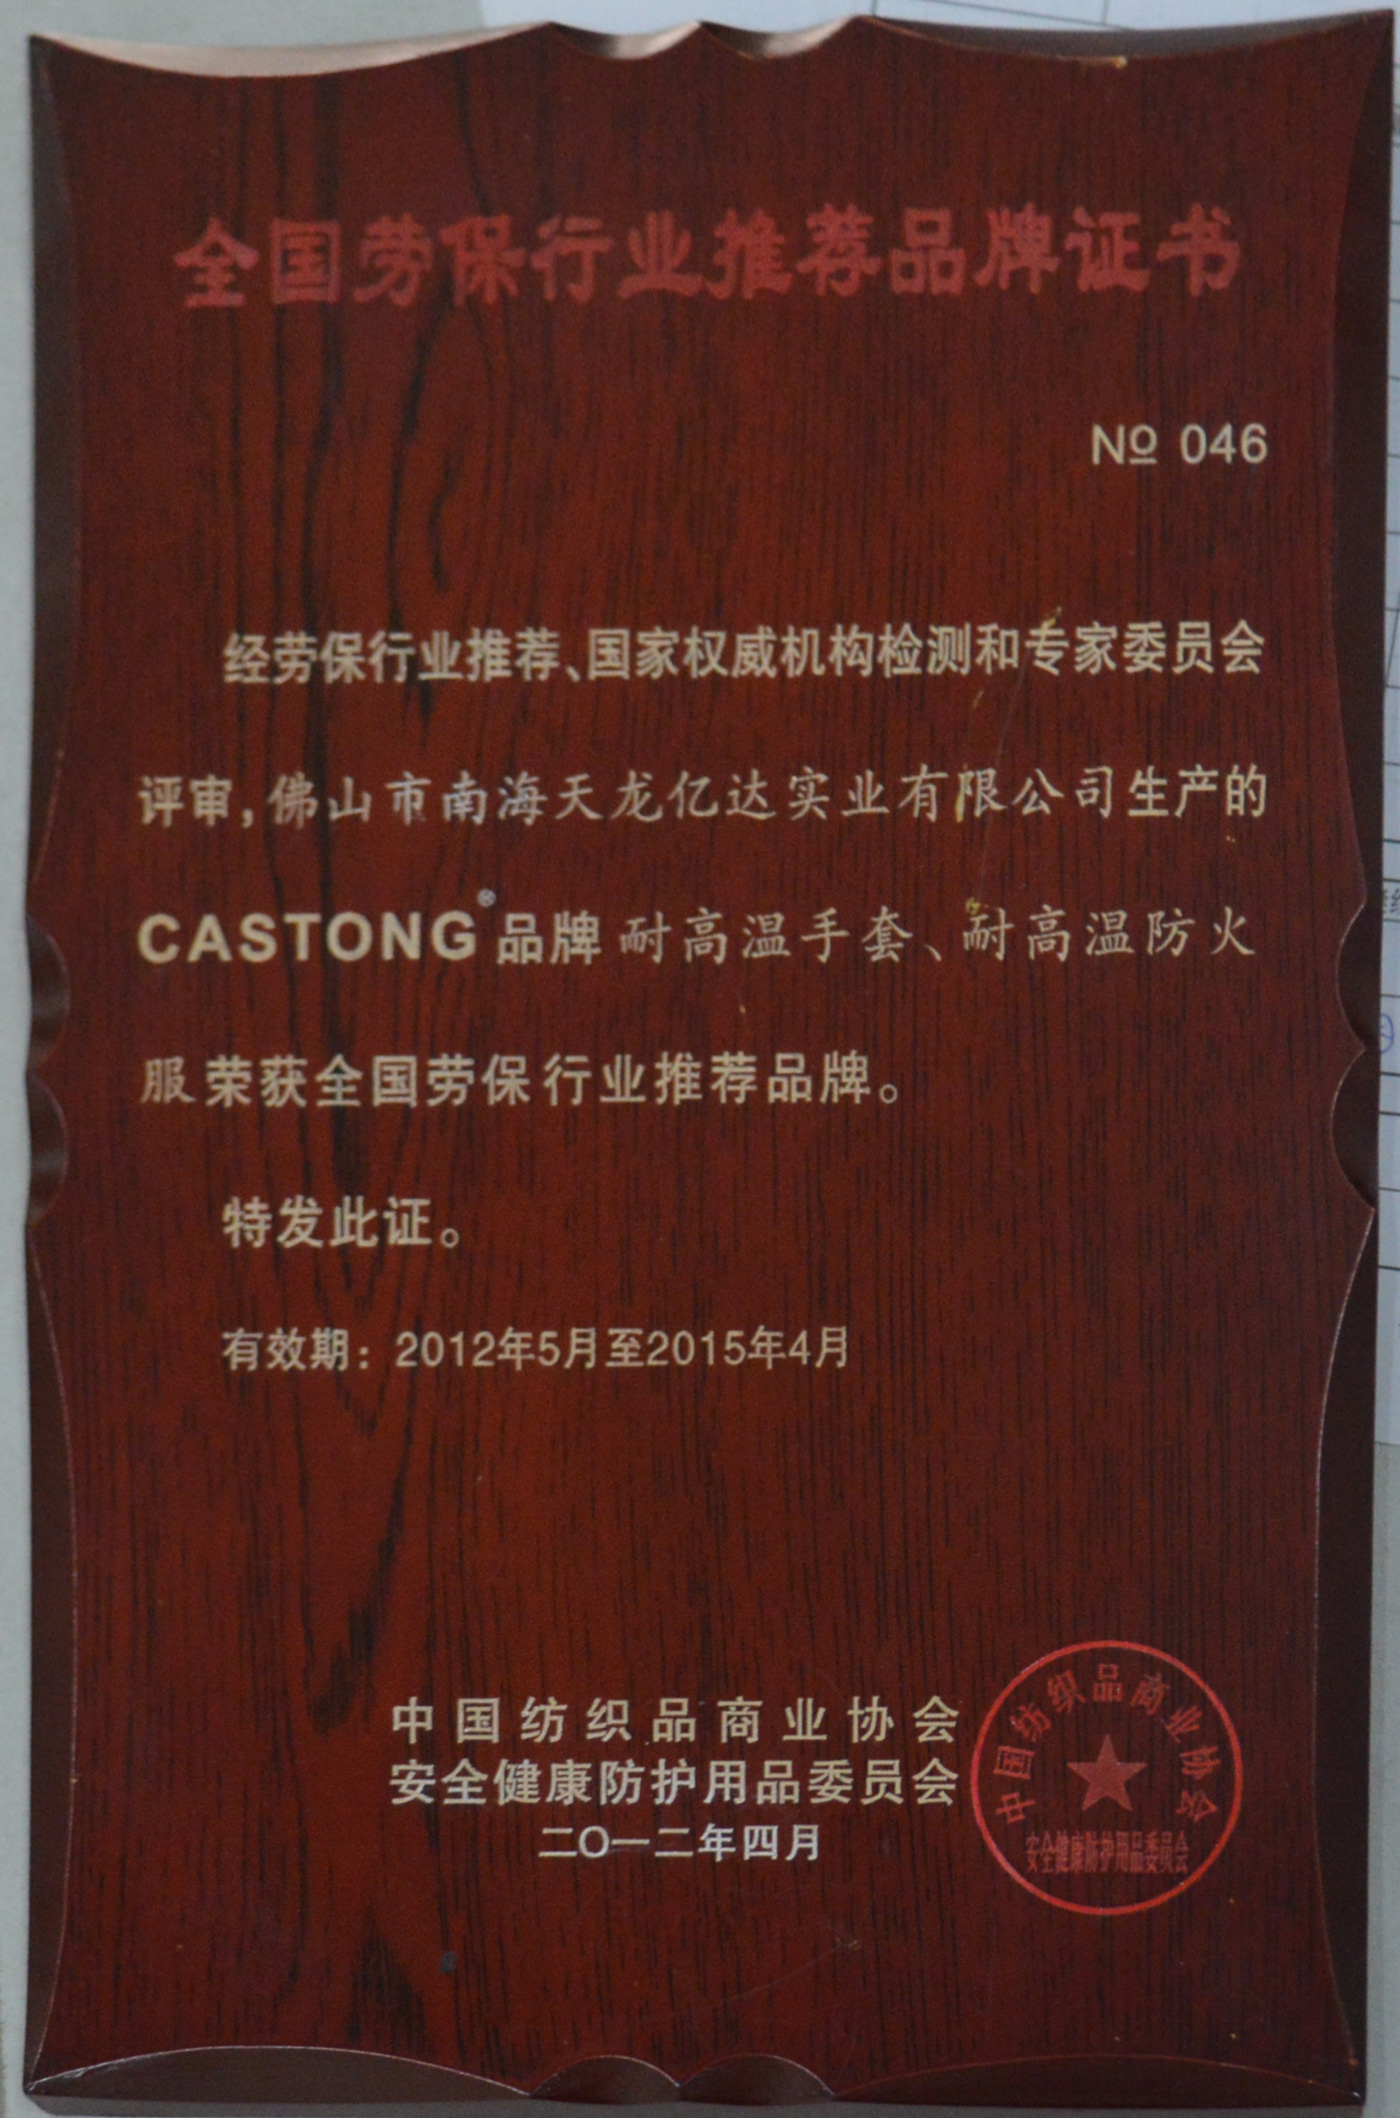 全国劳保行业推荐品牌证书
№ 046
经劳保行业推荐、国家权威机构检测和专家委员会
评审，佛山市南海天龙亿达实业有限公司生产的
CASTONG®品牌 耐高温手套、耐高温防火
服荣获全国劳保行业推荐品牌。
特发此证。
有效期：2012年5月至2015年4月
中国纺织品商业协会
安全健康防护用品委员会
二〇一二年四月
中国纺织品商业协会
安全健康防护用品委员会